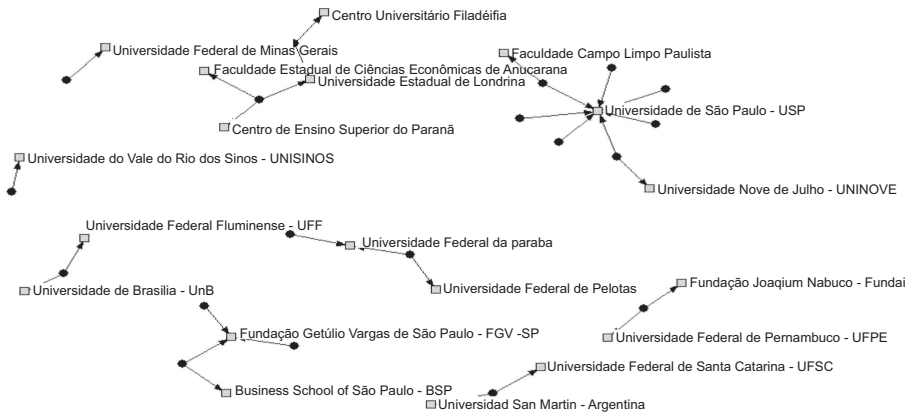 Centro Universitário Filadéifia
Universidade Federal de Minas Gerais
Faculdade Campo Limpo Paulista
Faculdade Estadual de Ciências Econômicas de Anucarana
Universidade Estadual de Londrina
Universidade de São Paulo - USP
Centro de Ensino Superior do Paranã
Universidade do Vale do Rio dos Sinos - UNISINOS
Universidade Nove de Julho - UNINOVE
Universidade Federal Fluminense - UFF
Universidade Federal da paraba
Universidade de Brasilia - UnB
Universidade Federal de Pelotas
Fundação Joaqium Nabuco - Fundai
Fundação Getúlio Vargas de São Paulo - FGV -SP
Universidade Federal de Pernambuco - UFPE
Universidade Federal de Santa Catarina - UFSC
Business School of São Paulo - BSP
Universidad San Martin - Argentina